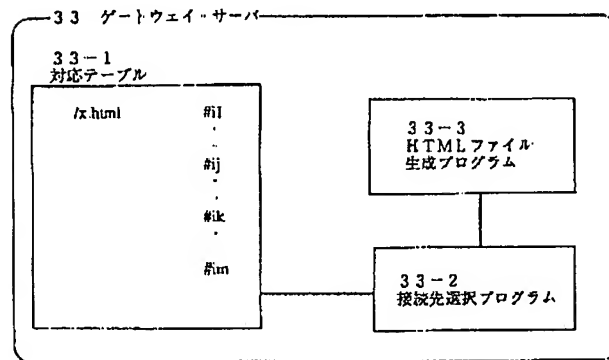 33 ゲートウェイ・サーバ
33-1
対応テーブル
/x.html #i1
#ij
#ik
#im
33-3
HTMLファイル
生成プログラム
33-2
接続先選択プログラム